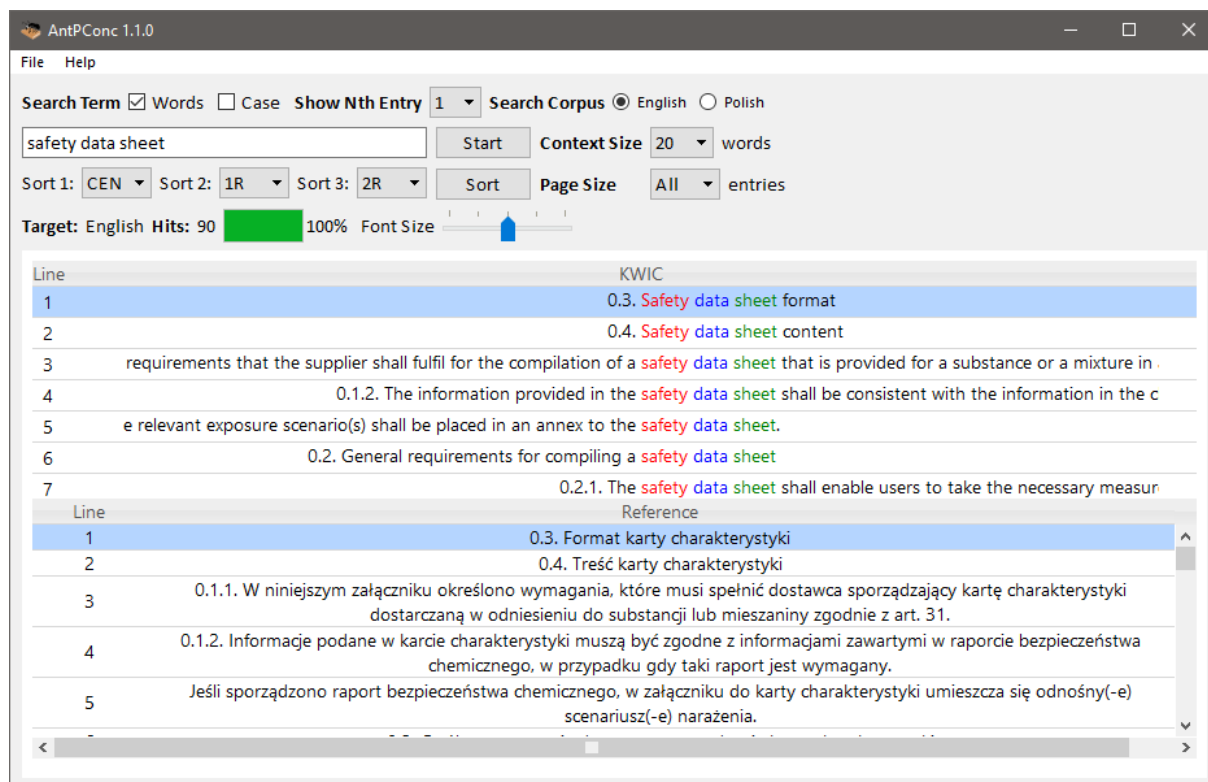 AntPConc 1.1.0
File Help
Search Term Words Case Show Nth Entry 1 Search Corpus English Polish
safety data sheet Start Context Size 20 words
Sort 1: CEN Sort 2: 1R Sort 3: 2R Sort Page Size All entries
Target: English Hits: 90 100% Font Size
Line KWIC
1 0.3. Safety data sheet format
2 0.4. Safety data sheet content
3 requirements that the supplier shall fulfil for the compilation of a safety data sheet that is provided for a substance or a mixture in
4 0.1.2. The information provided in the safety data sheet shall be consistent with the information in the c
5 e relevant exposure scenario(s) shall be placed in an annex to the safety data sheet.
6 0.2. General requirements for compiling a safety data sheet
7 0.2.1. The safety data sheet shall enable users to take the necessary measur
Line Reference
1 0.3. Format karty charakterystyki
2 0.4. Treść karty charakterystyki
3 0.1.1. W niniejszym załączniku określono wymagania, które musi spełnić dostawca sporządzający kartę charakterystyki
dostarczaną w odniesieniu do substancji lub mieszaniny zgodnie z art. 31.
4 0.1.2. Informacje podane w karcie charakterystyki muszą być zgodne z informacjami zawartymi w raporcie bezpieczeństwa
chemicznego, w przypadku gdy taki raport jest wymagany.
5 Jeśli sporządzono raport bezpieczeństwa chemicznego, w załączniku do karty charakterystyki umieszcza się odnośny(-e)
scenariusz(-e) narażenia.